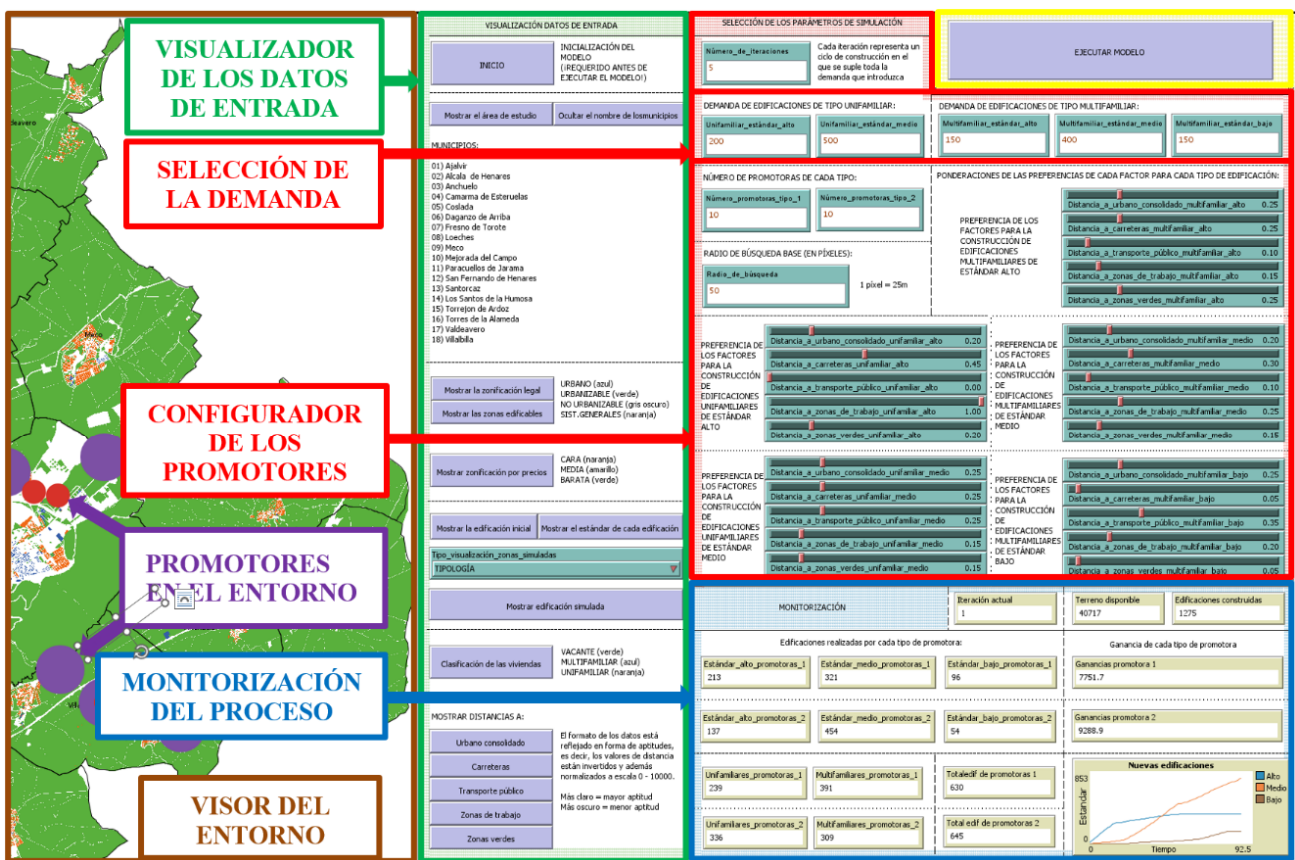 VISUALIZADOR
DE LOS DATOS
DE ENTRADA
SELECCIÓN DE
LA DEMANDA
CONFIGURADOR
DE LOS
PROMOTORES
PROMOTORES
EN EL ENTORNO
MONITORIZACIÓN
DEL PROCESO
VISOR DEL
ENTORNO
Meco
VISUALIZACIÓN DATOS DE ENTRADA
INICIO
INICIALIZACIÓN DEL
MODELO
(¡REQUERIDO ANTES DE
EJECUTAR EL MODELO!)
Mostrar el área de estudio
Ocultar el nombre de losmunicipios
MUNICIPIOS:
01) Ajalvir
02) Alcala de Henares
03) Anchuelo
04) Camarma de Esteruelas
05) Coslada
06) Daganzo de Arriba
07) Fresno de Torote
08) Loeches
09) Meco
10) Mejorada del Campo
11) Paracuellos de Jarama
12) San Fernando de Henares
13) Santorcaz
14) Los Santos de la Humosa
15) Torrejon de Ardoz
16) Torres de la Alameda
17) Valdeavero
18) Villalbilla
Mostrar la zonificación legal
Mostrar las zonas edificables
URBANO (azul)
URBANIZABLE (verde)
NO URBANIZABLE (gris oscuro)
SIST.GENERALES (naranja)
Mostrar zonificación por precios
CARA (naranja)
MEDIA (amarillo)
BARATA (verde)
Mostrar la edificación inicial
Mostrar el estándar de cada edificación
Tipo_visualización_zonas_simuladas
TIPOLOGÍA
Mostrar edificación simulada
Clasificación de las viviendas
VACANTE (verde)
MULTIFAMILIAR (azul)
UNIFAMILIAR (naranja)
MOSTRAR DISTANCIAS A:
Urbano consolidado
Carreteras
Transporte público
Zonas de trabajo
Zonas verdes
El formato de los datos está
reflejado en forma de aptitudes,
es decir, los valores de distancia
están invertidos y además
normalizados a escala 0 - 10000.
Más claro = mayor aptitud
Más oscuro = menor aptitud
SELECCIÓN DE LOS PARÁMETROS DE SIMULACIÓN
Número_de_iteraciones
5
Cada iteración representa un
ciclo de construcción en el
que se suple toda la
demanda que introduzca
EJECUTAR MODELO
DEMANDA DE EDIFICACIONES DE TIPO UNIFAMILIAR:
Unifamiliar_estándar_alto
200
Unifamiliar_estándar_medio
500
DEMANDA DE EDIFICACIONES DE TIPO MULTIFAMILIAR:
Multifamiliar_estándar_alto
150
Multifamiliar_estándar_medio
400
Multifamiliar_estándar_bajo
150
NÚMERO DE PROMOTORAS DE CADA TIPO:
Número_promotoras_tipo_1
10
Número_promotoras_tipo_2
10
RADIO DE BÚSQUEDA BASE (EN PÍXELES):
Radio_de_búsqueda
50
1 pixel = 25m
PONDERACIONES DE LAS PREFERENCIAS DE CADA FACTOR PARA CADA TIPO DE EDIFICACIÓN:
PREFERENCIA DE LOS
FACTORES PARA LA
CONSTRUCCIÓN DE
EDIFICACIONES
MULTIFAMILIARES DE
ESTÁNDAR ALTO
Distancia_a_urbano_consolidado_multifamiliar_alto 0.25
Distancia_a_carreteras_multifamiliar_alto 0.25
Distancia_a_transporte_público_multifamiliar_alto 0.10
Distancia_a_zonas_de_trabajo_multifamiliar_alto 0.15
Distancia_a_zonas_verdes_multifamiliar_alto 0.25
PREFERENCIA DE
LOS FACTORES
PARA LA
CONSTRUCCIÓN
DE
EDIFICACIONES
UNIFAMILIARES
DE ESTÁNDAR
ALTO
Distancia_a_urbano_consolidado_unifamiliar_alto 0.20
Distancia_a_carreteras_unifamiliar_alto 0.45
Distancia_a_transporte_público_unifamiliar_alto 0.00
Distancia_a_zonas_de_trabajo_unifamiliar_alto 1.00
Distancia_a_zonas_verdes_unifamiliar_alto 0.20
PREFERENCIA DE
LOS FACTORES
PARA LA
CONSTRUCCIÓN
DE
EDIFICACIONES
MULTIFAMILIARES
DE ESTÁNDAR
MEDIO
Distancia_a_urbano_consolidado_multifamiliar_medio 0.20
Distancia_a_carreteras_multifamiliar_medio 0.30
Distancia_a_transporte_público_multifamiliar_medio 0.10
Distancia_a_zonas_de_trabajo_multifamiliar_medio 0.25
Distancia_a_zonas_verdes_multifamiliar_medio 0.15
PREFERENCIA DE
LOS FACTORES
PARA LA
CONSTRUCCIÓN
DE
EDIFICACIONES
UNIFAMILIARES
DE ESTÁNDAR
MEDIO
Distancia_a_urbano_consolidado_unifamiliar_medio 0.25
Distancia_a_carreteras_unifamiliar_medio 0.25
Distancia_a_transporte_público_unifamiliar_medio 0.25
Distancia_a_zonas_de_trabajo_unifamiliar_medio 0.15
Distancia_a_zonas_verdes_unifamiliar_medio 0.15
PREFERENCIA DE
LOS FACTORES
PARA LA
CONSTRUCCIÓN
DE
EDIFICACIONES
MULTIFAMILIARES
DE ESTÁNDAR
BAJO
Distancia_a_urbano_consolidado_multifamiliar_bajo 0.25
Distancia_a_carreteras_multifamiliar_bajo 0.05
Distancia_a_transporte_público_multifamiliar_bajo 0.35
Distancia_a_zonas_de_trabajo_multifamiliar_bajo 0.20
Distancia_a_zonas_verdes_multifamiliar_bajo 0.05
MONITORIZACIÓN
Iteración actual
1
Terreno disponible
40717
Edificaciones construidas
1275
Edificaciones realizadas por cada tipo de promotora:
Ganancia de cada tipo de promotora
Estándar_alto_promotoras_1
213
Estándar_medio_promotoras_1
321
Estándar_bajo_promotoras_1
96
Ganancias promotora 1
7751.7
Estándar_alto_promotoras_2
137
Estándar_medio_promotoras_2
454
Estándar_bajo_promotoras_2
54
Ganancias promotora 2
9288.9
Unifamiliares_promotoras_1
239
Multifamiliares_promotoras_1
391
Totaledif de promotoras 1
630
Unifamiliares_promotoras_2
336
Multifamiliares_promotoras_2
309
Total edif de promotoras 2
645
Nuevas edificaciones
853
Estandar
0
0
Tiempo
92.5
Alto
Medio
Bajo